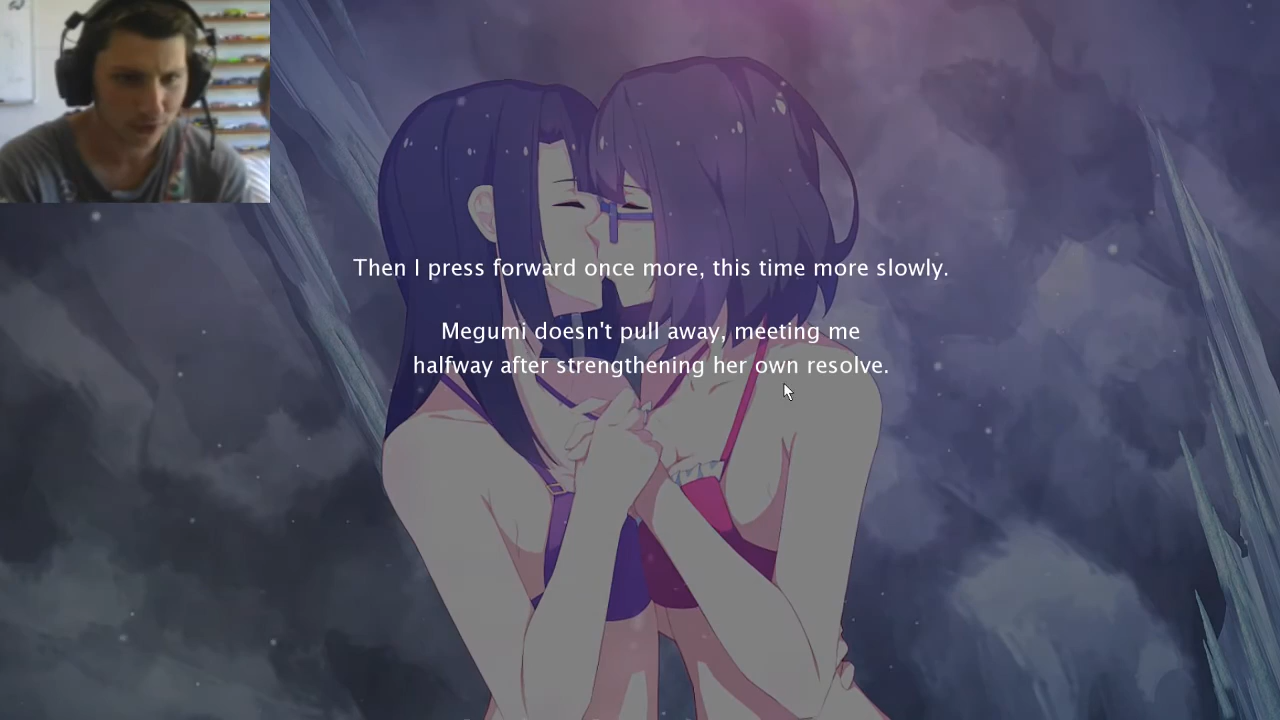 Then I press forward once more, this time more slowly.
Megumi doesn't pull away, meeting me
halfway after strengthening her own resolve.